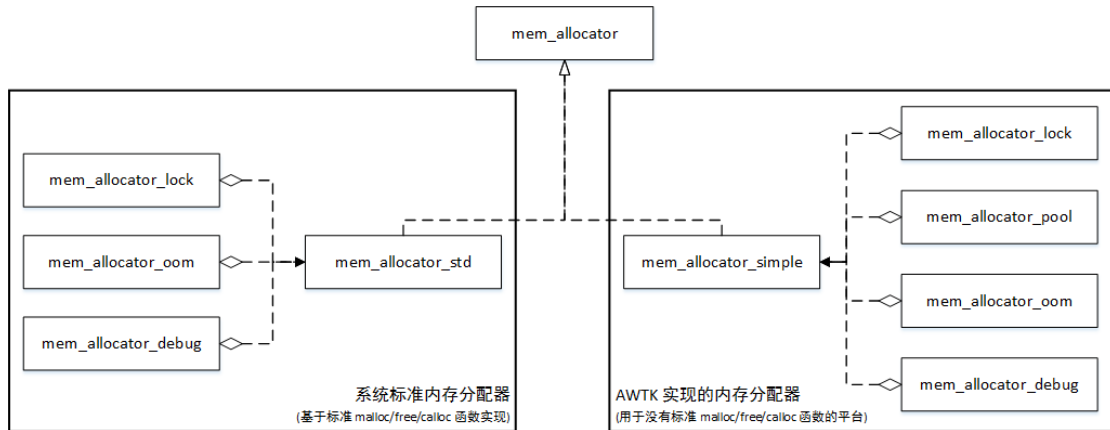 mem_allocator
mem_allocator_lock
mem_allocator_oom
mem_allocator_debug
mem_allocator_std
系统标准内存分配器
(基于标准 malloc/free/calloc 函数实现)
mem_allocator_simple
mem_allocator_lock
mem_allocator_pool
mem_allocator_oom
mem_allocator_debug
AWTK 实现的内存分配器
(用于没有标准 malloc/free/calloc 函数的平台)